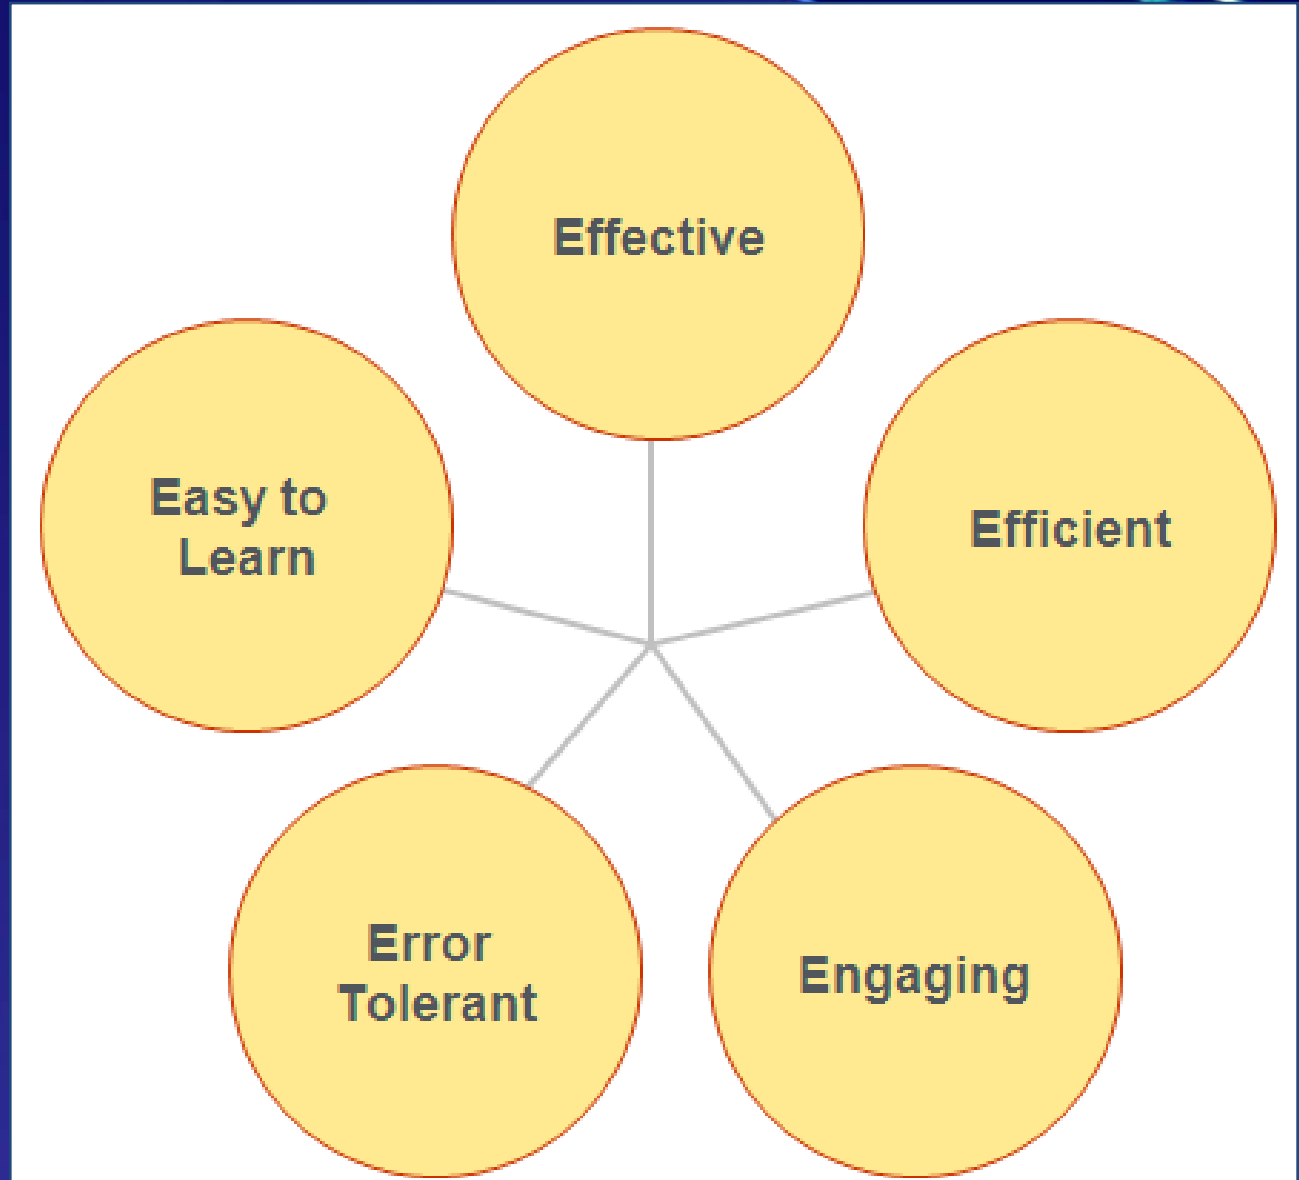 Effective
Easy to
Learn
Efficient
Error
Tolerant
Engaging